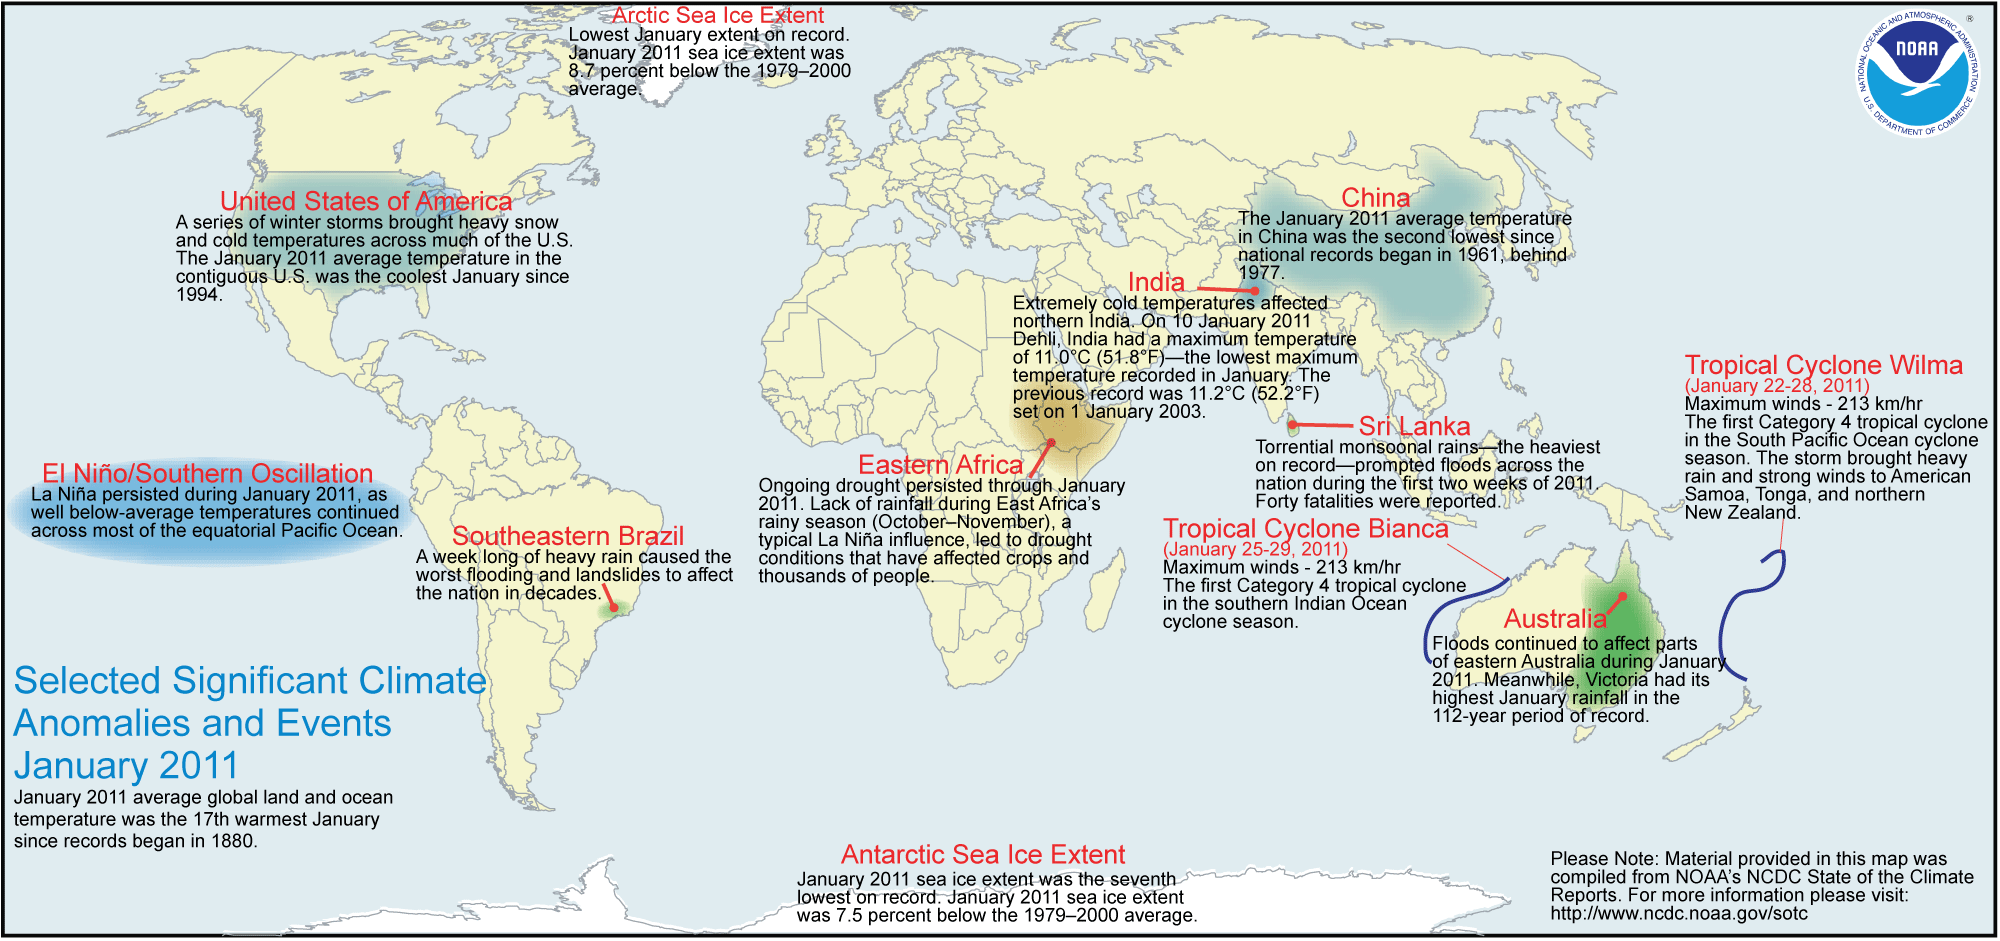 Arctic Sea Ice Extent
Lowest January extent on record.
January 2011 sea ice extent was
8.7 percent below the 1979–2000
average.
NATIONAL OCEANIC AND ATMOSPHERIC ADMINISTRATION
U.S. DEPARTMENT OF COMMERCE
NOAA
®
United States of America
A series of winter storms brought heavy snow
and cold temperatures across much of the U.S.
The January 2011 average temperature in the
contiguous U.S. was the coolest January since
1994.
China
The January 2011 average temperature
in China was the second lowest since
national records began in 1961, behind
1977.
India
Extremely cold temperatures affected
northern India. On 10 January 2011
Dehli, India had a maximum temperature
of 11.0°C (51.8°F)—the lowest maximum
temperature recorded in January. The
previous record was 11.2°C (52.2°F)
set on 1 January 2003.
Tropical Cyclone Wilma
(January 22-28, 2011)
Maximum winds - 213 km/hr
The first Category 4 tropical cyclone
in the South Pacific Ocean cyclone
season. The storm brought heavy
rain and strong winds to American
Samoa, Tonga, and northern
New Zealand.
Sri Lanka
Torrential monsoonal rains—the heaviest
on record—prompted floods across the
nation during the first two weeks of 2011.
Forty fatalities were reported.
El Niño/Southern Oscillation
La Niña persisted during January 2011, as
well below-average temperatures continued
across most of the equatorial Pacific Ocean.
Eastern Africa
Ongoing drought persisted through January
2011. Lack of rainfall during East Africa's
rainy season (October–November), a
typical La Niña influence, led to drought
conditions that have affected crops and
thousands of people.
Southeastern Brazil
A week long of heavy rain caused the
worst flooding and landslides to affect
the nation in decades.
Tropical Cyclone Bianca
(January 25-29, 2011)
Maximum winds - 213 km/hr
The first Category 4 tropical cyclone
in the southern Indian Ocean
cyclone season.
Australia
Floods continued to affect parts
of eastern Australia during January
2011. Meanwhile, Victoria had its
highest January rainfall in the
112-year period of record.
Selected Significant Climate
Anomalies and Events
January 2011
January 2011 average global land and ocean
temperature was the 17th warmest January
since records began in 1880.
Antarctic Sea Ice Extent
January 2011 sea ice extent was the seventh
lowest on record. January 2011 sea ice extent
was 7.5 percent below the 1979–2000 average.
Please Note: Material provided in this map was
compiled from NOAA's NCDC State of the Climate
Reports. For more information please visit:
http://www.ncdc.noaa.gov/sotc